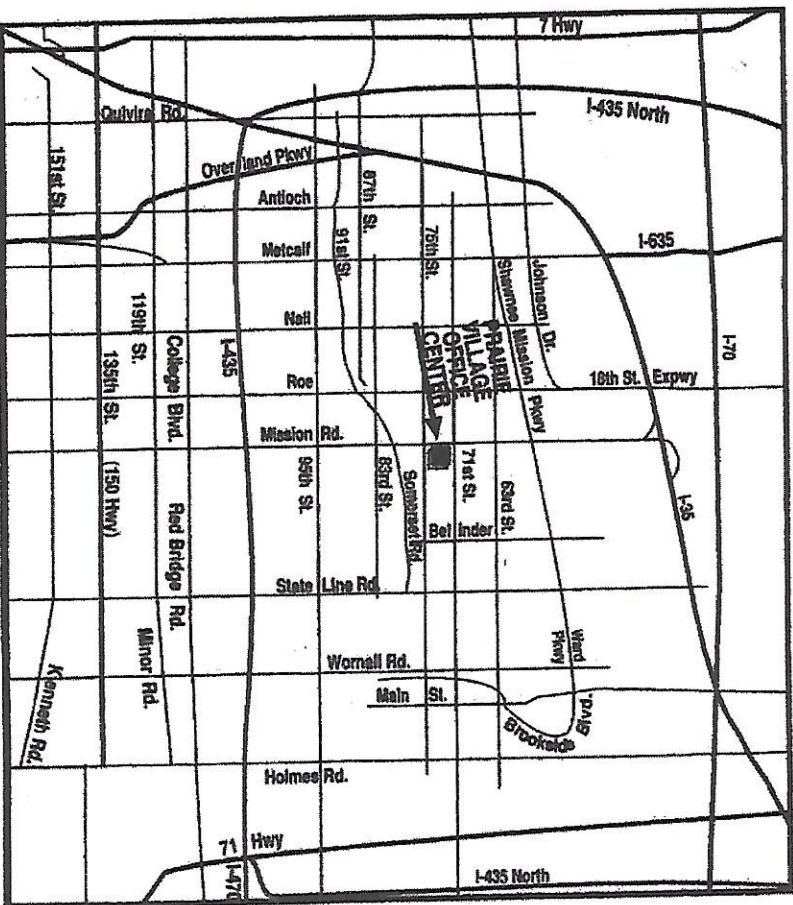 7 Hwy
I-435 North
Quivira Rd.
Overland Pkwy
151st St.
Antioch
87th St.
91st St.
75th St.
Metcalf
I-635
Johnson Dr.
Shawnee Mission Pkwy
I-70
119th St.
College Blvd.
135th St.
(150 Hwy)
I-435
Nall
Roe
PRAIRIE
VILLAGE
OFFICE
CENTER
16th St. Expwy
Mission Rd.
95th St.
83rd St.
Somerset Rd.
71st St.
63rd St.
I-35
Belinder
Red Bridge Rd.
State Line Rd.
Minor Rd.
Wornall Rd.
Ward
Pkwy
Main St.
Brookside
Blvd.
Kenneth Rd.
Holmes Rd.
71 Hwy
I-470
I-435 North